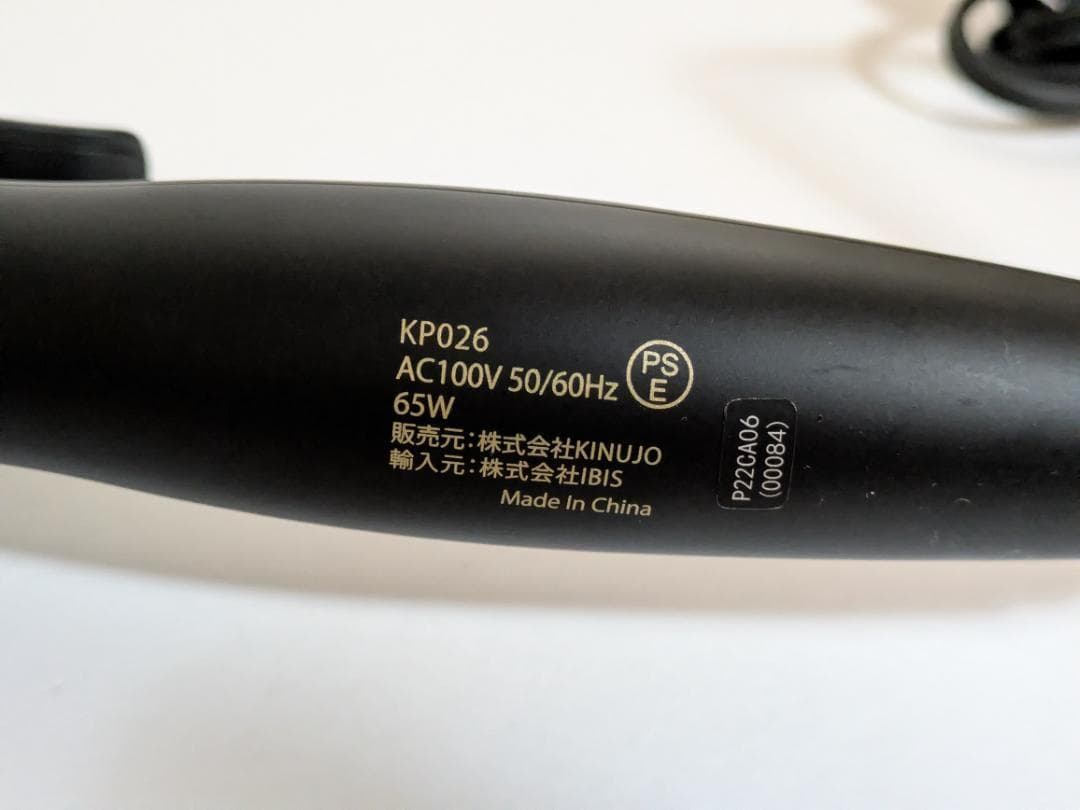 KP026
AC100V 50/60Hz
PS
E
65W
販売元：株式会社KINUJO
輸入元：株式会社IBIS
Made In China
P22CA06
(00084)